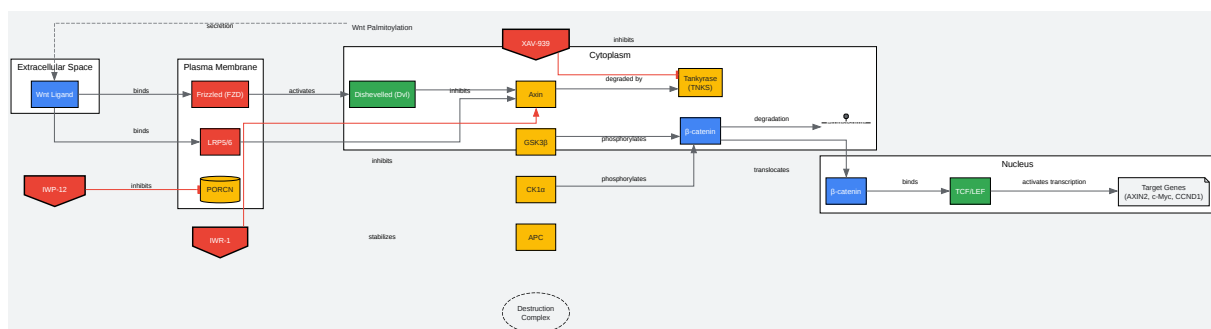 secretion
Wnt Palmitoylation
XAV-939
inhibits
Extracellular Space
Plasma Membrane
Cytoplasm
Wnt Ligand
binds
Frizzled (FZD)
activates
Dishevelled (Dvl)
inhibits
Axin
degraded by
Tankyrase
(TNKS)
binds
LRP5/6
GSK3β
phosphorylates
β-catenin
degradation
inhibits
translocates
Nucleus
IWP-12
inhibits
PORCN
CK1α
phosphorylates
β-catenin
binds
TCF/LEF
activates transcription
Target Genes
(AXIN2, c-Myc, CCND1)
IWR-1
stabilizes
APC
Destruction
Complex